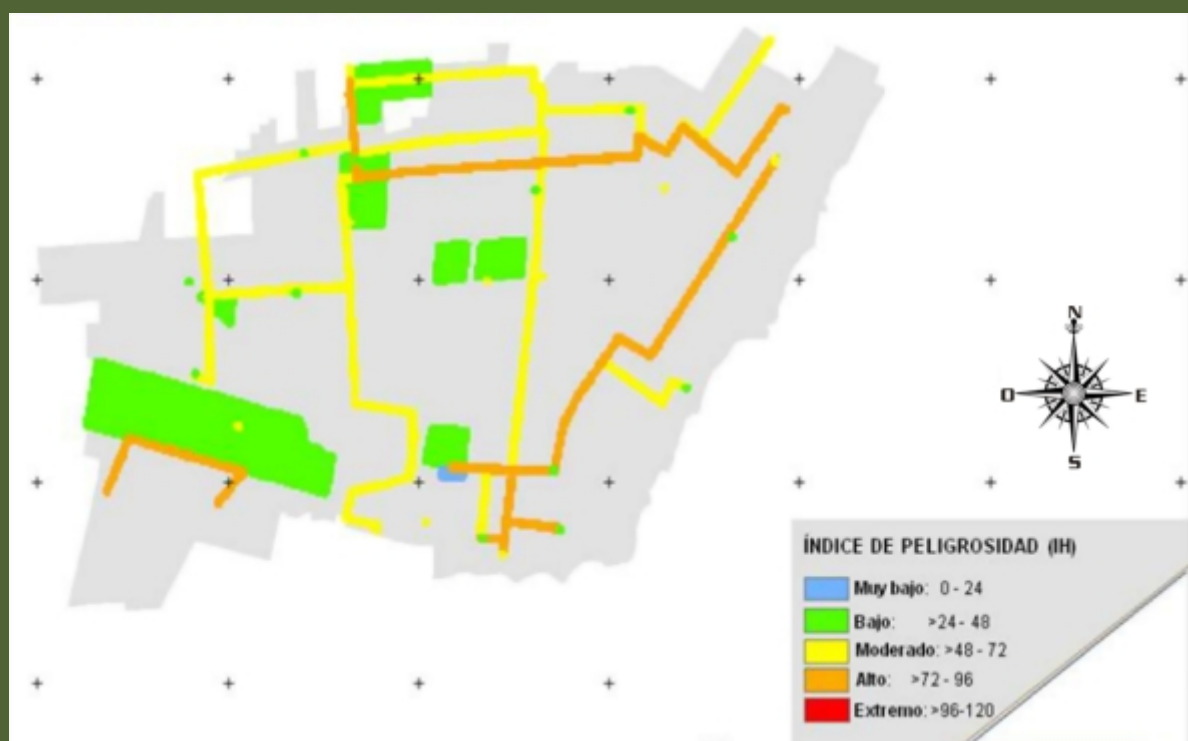 N
O E
S
ÍNDICE DE PELIGROSIDAD (IH)
Muy bajo: 0 - 24
Bajo: >24 - 48
Moderado: >48 - 72
Alto: >72 - 96
Extremo: >96-120